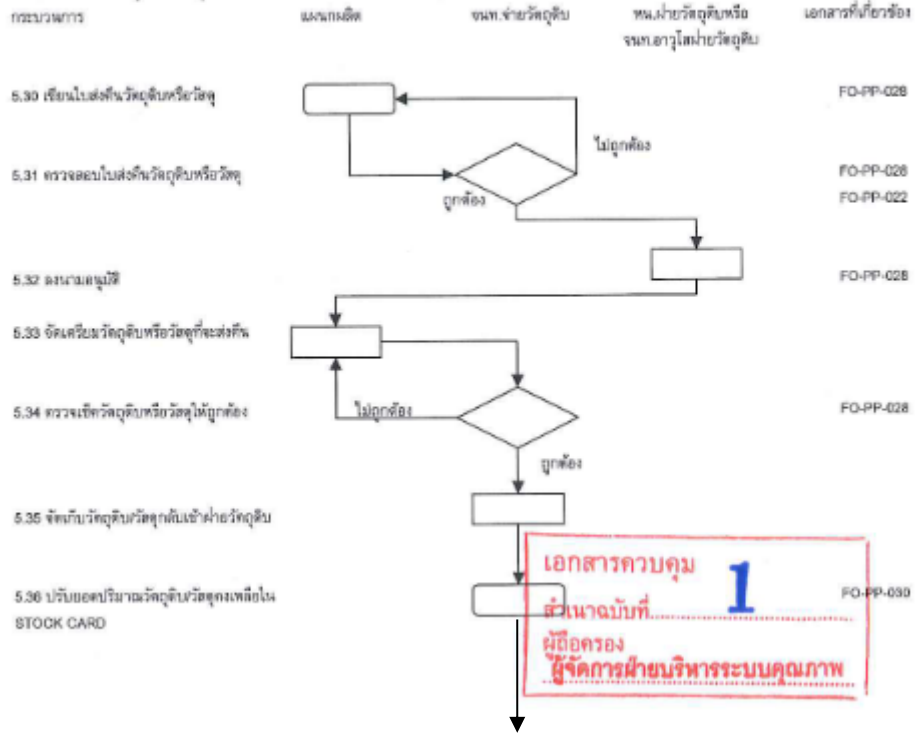 กระบวนการ แผนกผลิต จนท.จ่ายวัตถุดิบ หน.ฝ่ายวัตถุดิบหรือ เอกสารที่เกี่ยวข้อง
จนท.อาวุโสฝ่ายวัตถุดิบ
5.30 เขียนใบส่งคืนวัตถุดิบหรือวัสดุ FO-PP-028
ไม่ถูกต้อง
5.31 ตรวจสอบใบส่งคืนวัตถุดิบหรือวัสดุ FO-PP-028
ถูกต้อง FO-PP-022
5.32 ลงนามอนุมัติ FO-PP-028
5.33 จัดเตรียมวัตถุดิบหรือวัสดุที่จะส่งคืน
5.34 ตรวจเช็ควัตถุดิบหรือวัสดุให้ถูกต้อง ไม่ถูกต้อง FO-PP-028
ถูกต้อง
5.35 จัดเก็บวัตถุดิบ/วัสดุกลับเข้าฝ่ายวัตถุดิบ
เอกสารควบคุม
5.36 ปรับยอดปริมาณวัตถุดิบ/วัสดุคงเหลือใน FO-PP-030
STOCK CARD
สำเนาฉบับที่ 1
ผู้ถือครอง
ผู้จัดการฝ่ายบริหารระบบคุณภาพ